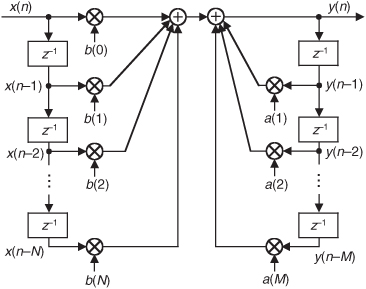 x(n) y(n)
b(0)
z⁻¹ z⁻¹
x(n−1) b(1) a(1) y(n−1)
z⁻¹ z⁻¹
x(n−2) b(2) a(2) y(n−2)
z⁻¹ z⁻¹
x(n−N) b(N) a(M) y(n−M)